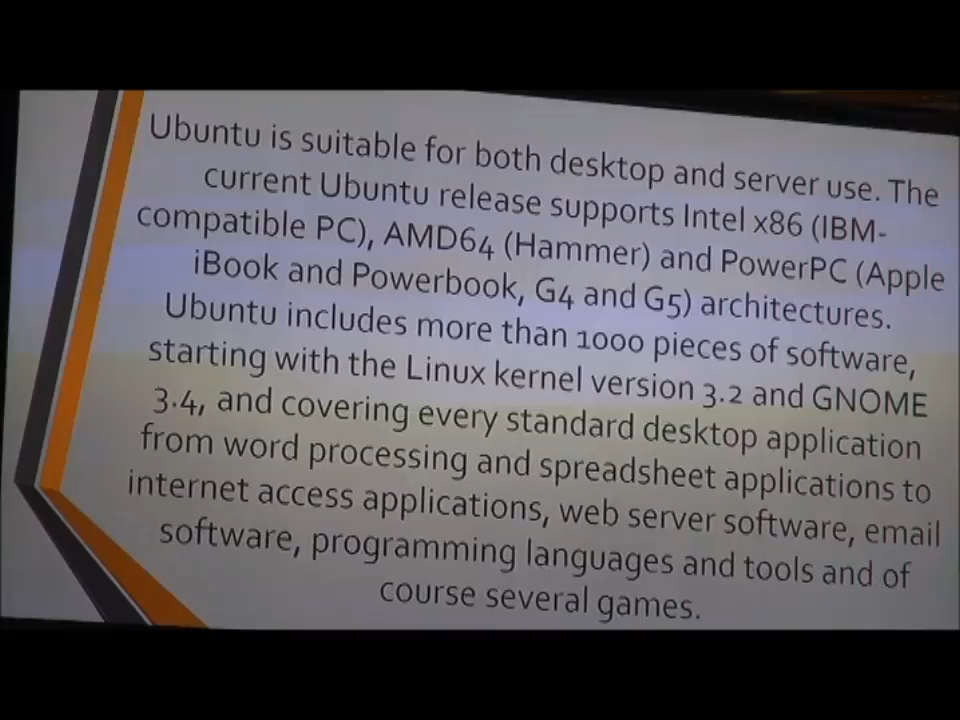 Ubuntu is suitable for both desktop and server use. The
current Ubuntu release supports Intel x86 (IBM-
compatible PC), AMD64 (Hammer) and PowerPC (Apple
iBook and Powerbook, G4 and G5) architectures.
Ubuntu includes more than 1000 pieces of software,
starting with the Linux kernel version 3.2 and GNOME
3.4, and covering every standard desktop application
from word processing and spreadsheet applications to
internet access applications, web server software, email
software, programming languages and tools and of
course several games.